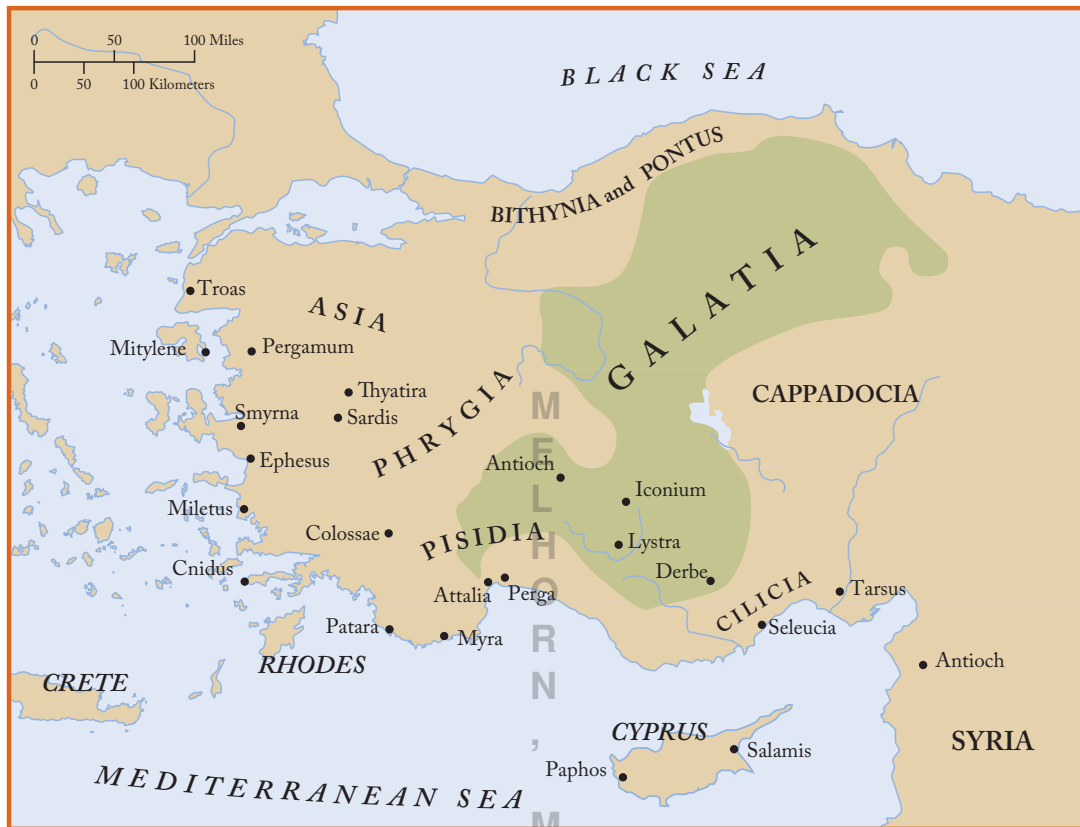 0 50 100 Miles
0 50 100 Kilometers
BLACK SEA
BITHYNIA and PONTUS
GALATIA
Troas
ASIA
Mitylene
Pergamum
Thyatira
Sardis
CAPPADOCIA
PHRYGIA
Smyrna
Ephesus
Antioch
Iconium
Miletus
Colossae
PISIDIA
Lystra
Cnidus
Derbe
Attalia
Perga
CILICIA
Tarsus
Patara
Myra
Seleucia
RHODES
Antioch
CRETE
CYPRUS
Salamis
SYRIA
Paphos
MEDITERRANEAN SEA
MELHORN, M